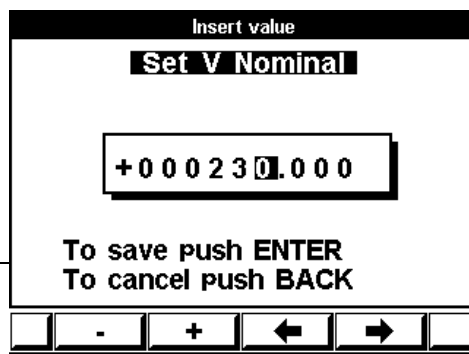 Insert value
Set V Nominal
+000230.000
To save push ENTER
To cancel push BACK
- + ← →